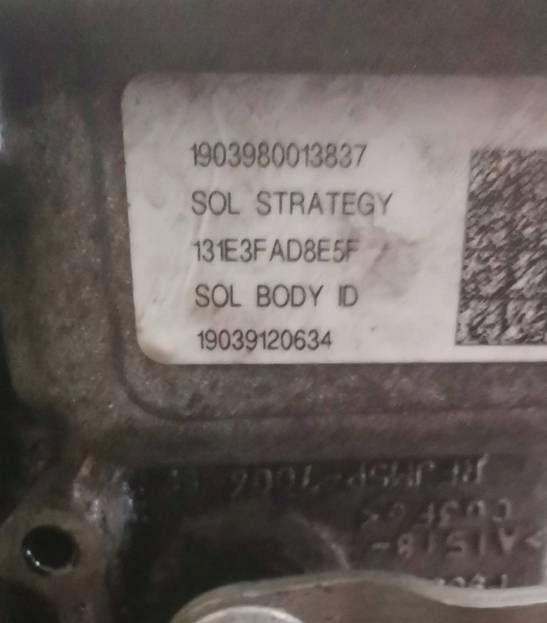 1903980013837
SOL STRATEGY
131E3FAD8E5F
SOL BODY ID
19039120634